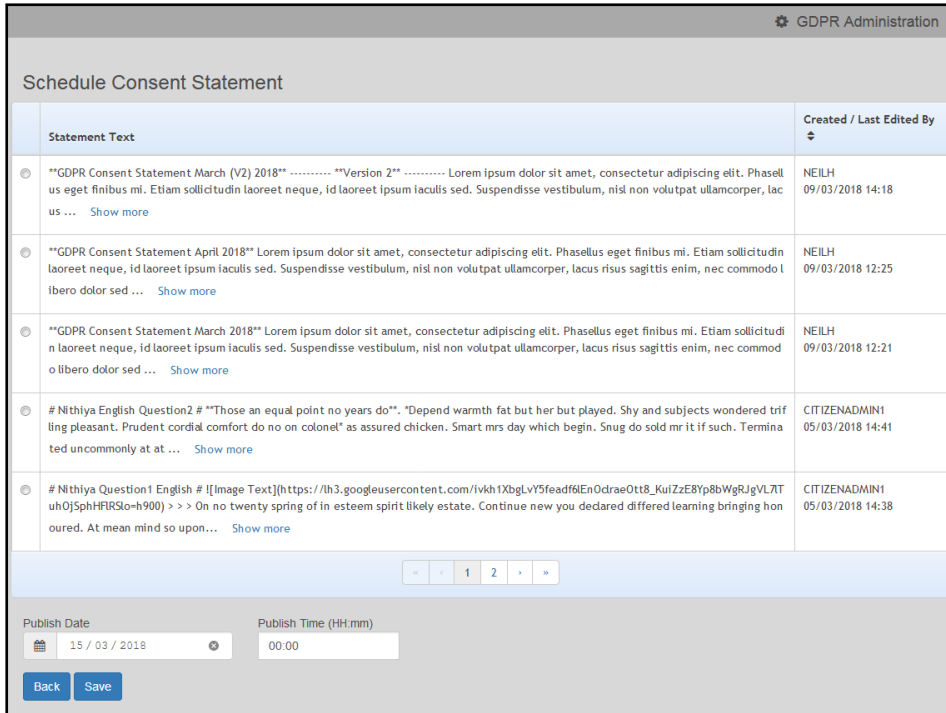 GDPR Administration
Schedule Consent Statement
Statement Text
Created / Last Edited By
**GDPR Consent Statement March (V2) 2018** ---------- **Version 2** ---------- Lorem ipsum dolor sit amet, consectetur adipiscing elit. Phasell
us eget finibus mi. Etiam sollicitudin laoreet neque, id laoreet ipsum iaculis sed. Suspendisse vestibulum, nisl non volutpat ullamcorper, lac
us ... Show more
NEILH
09/03/2018 14:18
**GDPR Consent Statement April 2018** Lorem ipsum dolor sit amet, consectetur adipiscing elit. Phasellus eget finibus mi. Etiam sollicitudin
laoreet neque, id laoreet ipsum iaculis sed. Suspendisse vestibulum, nisl non volutpat ullamcorper, lacus risus sagittis enim, nec commodo l
ibero dolor sed ... Show more
NEILH
09/03/2018 12:25
**GDPR Consent Statement March 2018** Lorem ipsum dolor sit amet, consectetur adipiscing elit. Phasellus eget finibus mi. Etiam sollicitudi
n laoreet neque, id laoreet ipsum iaculis sed. Suspendisse vestibulum, nisl non volutpat ullamcorper, lacus risus sagittis enim, nec commod
o libero dolor sed ... Show more
NEILH
09/03/2018 12:21
# Nithiya English Question2 # **Those an equal point no years do**. *Depend warmth fat but her but played. Shy and subjects wondered trif
ling pleasant. Prudent cordial comfort do no on colonel* as assured chicken. Smart mrs day which begin. Snug do sold mr it if such. Termina
ted uncommonly at at ... Show more
CITIZENADMIN1
05/03/2018 14:41
# Nithiya Question1 English # ![Image Text](https://lh3.googleusercontent.com/
=h900) > > > On no twenty spring of in esteem spirit likely estate. Continue new you declared differed learning bringing hon
oured. At mean mind so upon... Show more
CITIZENADMIN1
05/03/2018 14:38
« ‹ 1 2 › »
Publish Date
Publish Time (HH:mm)
15 / 03 / 2018
00:00
Back Save